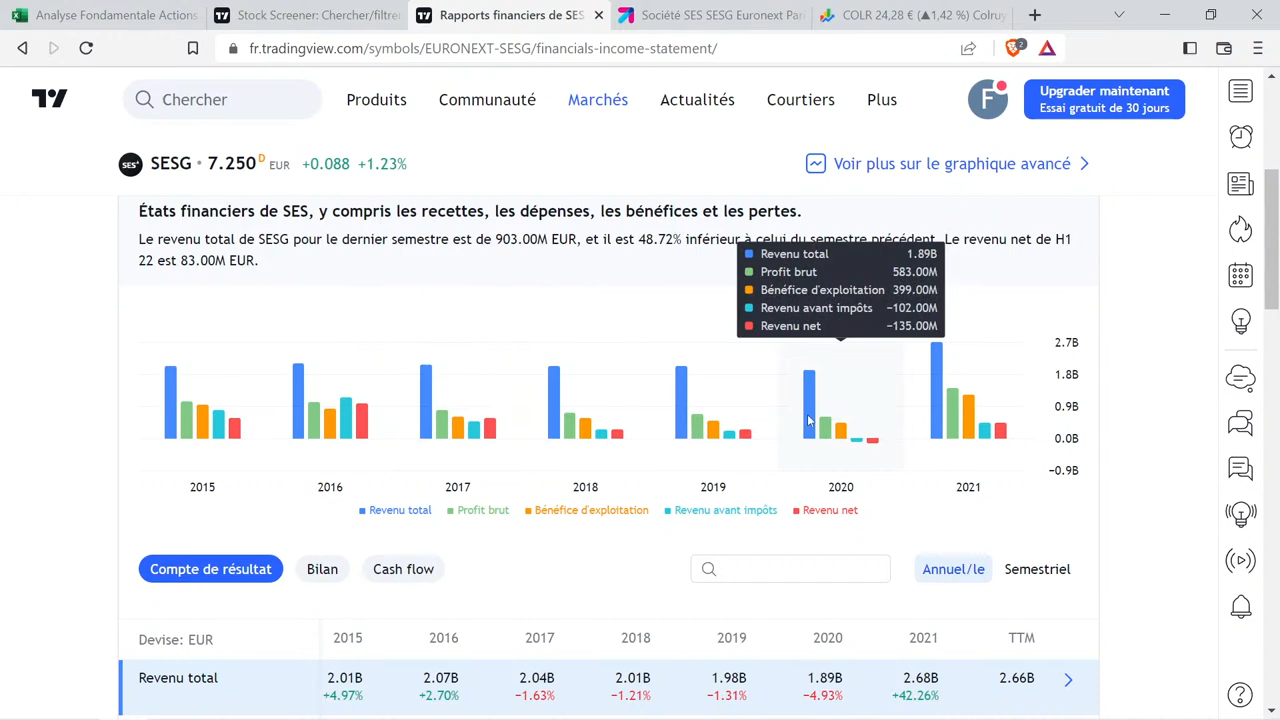 Analyse Fondamentale actions
Stock Screener: Chercher/filtrer
Rapports financiers de SES
Société SES SESG Euronext Par
COLR 24,28 € (▲1,42 %) Colruy
fr.tradingview.com/symbols/EURONEXT-SESG/financials-income-statement/
2
Chercher
Produits
Communauté
Marchés
Actualités
Courtiers
Plus
F
Upgrader maintenant
Essai gratuit de 30 jours
SES
SESG • 7.250 D EUR +0.088 +1.23%
Voir plus sur le graphique avancé
États financiers de SES, y compris les recettes, les dépenses, les bénéfices et les pertes.
Le revenu total de SESG pour le dernier semestre est de 903.00M EUR, et il est 48.72% inférieur à celui du semestre précédent. Le revenu net de H1
22 est 83.00M EUR.
Revenu total 1.89B
Profit brut 583.00M
Bénéfice d'exploitation 399.00M
Revenu avant impôts −102.00M
Revenu net −135.00M
2.7B
1.8B
0.9B
0.0B
−0.9B
2015 2016 2017 2018 2019 2020 2021
Revenu total Profit brut Bénéfice d'exploitation Revenu avant impôts Revenu net
Compte de résultat Bilan Cash flow Annuel/le Semestriel
Devise: EUR 2015 2016 2017 2018 2019 2020 2021 TTM
Revenu total 2.01B 2.07B 2.04B 2.01B 1.98B 1.89B 2.68B 2.66B
+4.97% +2.70% −1.63% −1.21% −1.31% −4.93% +42.26%